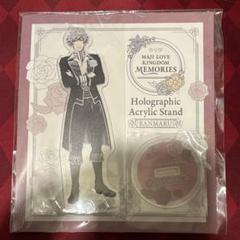 MAJI LOVE
KINGDOM
MEMORIES
Holographic
Acrylic Stand
RANMARU